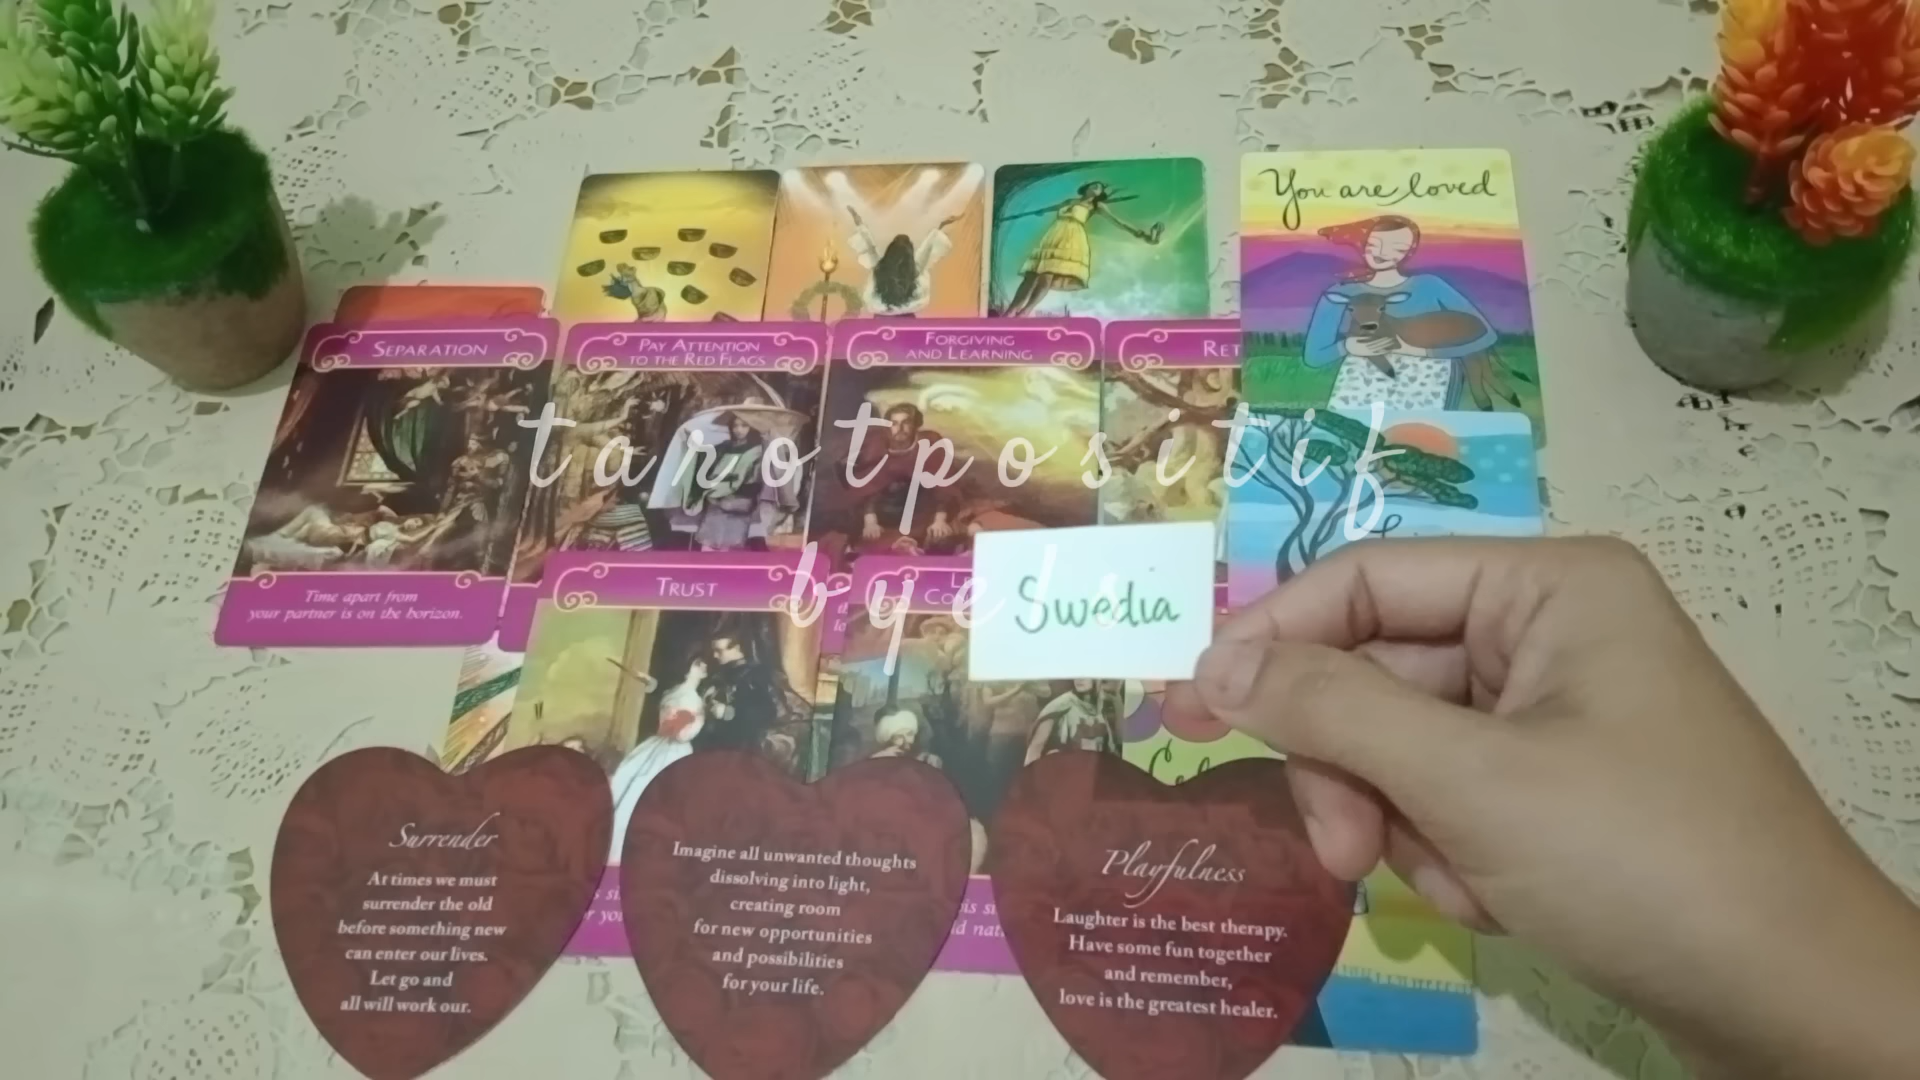 You are loved
SEPARATION
PAY ATTENTION
TO THE RED FLAGS
FORGIVING
AND LEARNING
tarotpositif
Time apart from
your partner is on the horizon.
TRUST
Swedia
Surrender
At times we must
surrender the old
before something new
can enter our lives.
Let go and
all will work our.
Imagine all unwanted thoughts
dissolving into light,
creating room
for new opportunities
and possibilities
for your life.
Playfulness
Laughter is the best therapy.
Have some fun together
and remember,
love is the greatest healer.